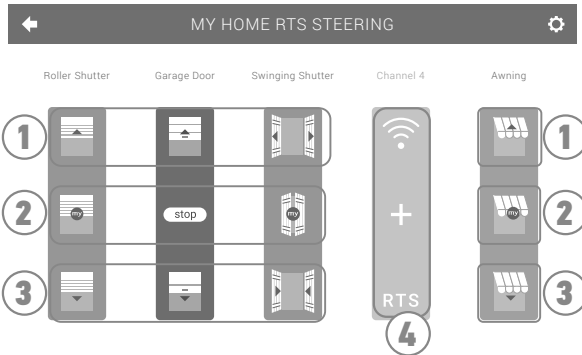 MY HOME RTS STEERING
Roller Shutter Garage Door Swinging Shutter Channel 4 Awning
1 1
2 my stop my my 2
3 RTS 3
4